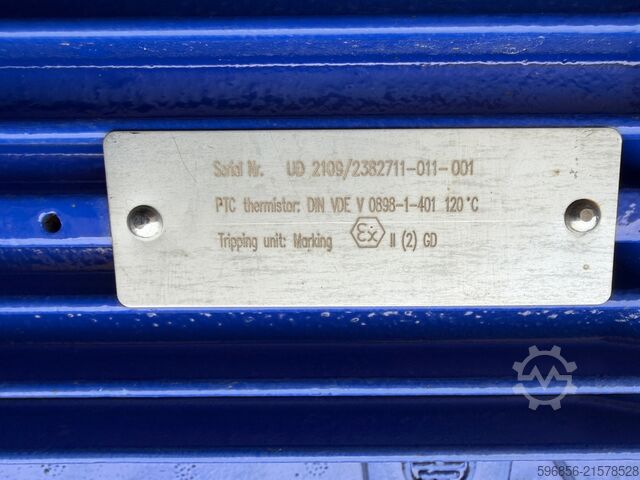 Serial Nr. UD 2109/2382711-011-001
PTC thermistor: DIN VDE V 0898-1-401 120°C
Tripping unit: Marking Ex II (2) GD
596856-21578528